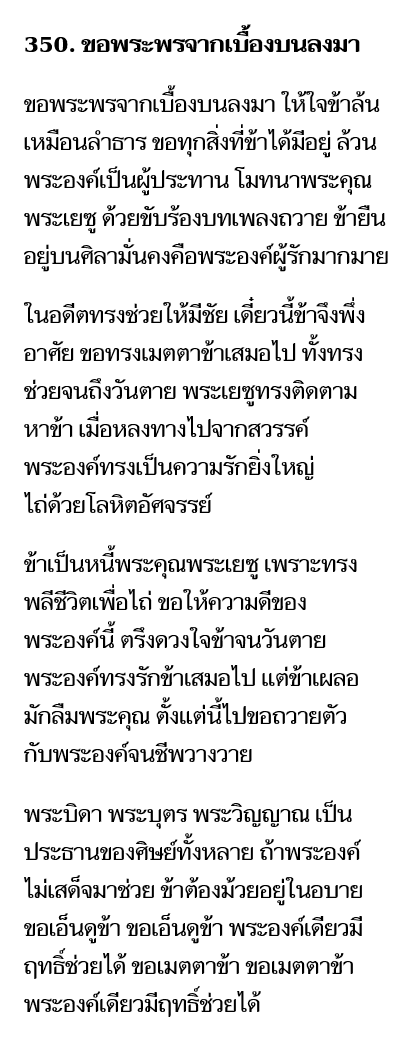 350. ขอพระพรจากเบื้องบนลงมา
ขอพระพรจากเบื้องบนลงมา ให้ใจข้าล้น
เหมือนลำธาร ขอทุกสิ่งที่ข้าได้มีอยู่ ล้วน
พระองค์เป็นผู้ประทาน โมทนาพระคุณ
พระเยซู ด้วยขับร้องบทเพลงถวาย ข้ายืน
อยู่บนศิลามั่นคงคือพระองค์ผู้รักมากมาย
ในอดีตทรงช่วยให้มีชัย เดี๋ยวนี้ข้าจึงพึ่ง
อาศัย ขอทรงเมตตาข้าเสมอไป ทั้งทรง
ช่วยจนถึงวันตาย พระเยซูทรงติดตาม
หาข้า เมื่อหลงทางไปจากสวรรค์
พระองค์ทรงเป็นความรักยิ่งใหญ่
ไถ่ด้วยโลหิตอัศจรรย์
ข้าเป็นหนี้พระคุณพระเยซู เพราะทรง
พลีชีวิตเพื่อไถ่ ขอให้ความดีของ
พระองค์นี้ ตรึงดวงใจข้าจนวันตาย
พระองค์ทรงรักข้าเสมอไป แต่ข้าเผลอ
มักลืมพระคุณ ตั้งแต่นี้ไปขอถวายตัว
กับพระองค์จนชีพวางวาย
พระบิดา พระบุตร พระวิญญาณ เป็น
ประธานของศิษย์ทั้งหลาย ถ้าพระองค์
ไม่เสด็จมาช่วย ข้าต้องม้วยอยู่ในอบาย
ขอเอ็นดูข้า ขอเอ็นดูข้า พระองค์เดียวมี
ฤทธิ์ช่วยได้ ขอเมตตาข้า ขอเมตตาข้า
พระองค์เดียวมีฤทธิ์ช่วยได้